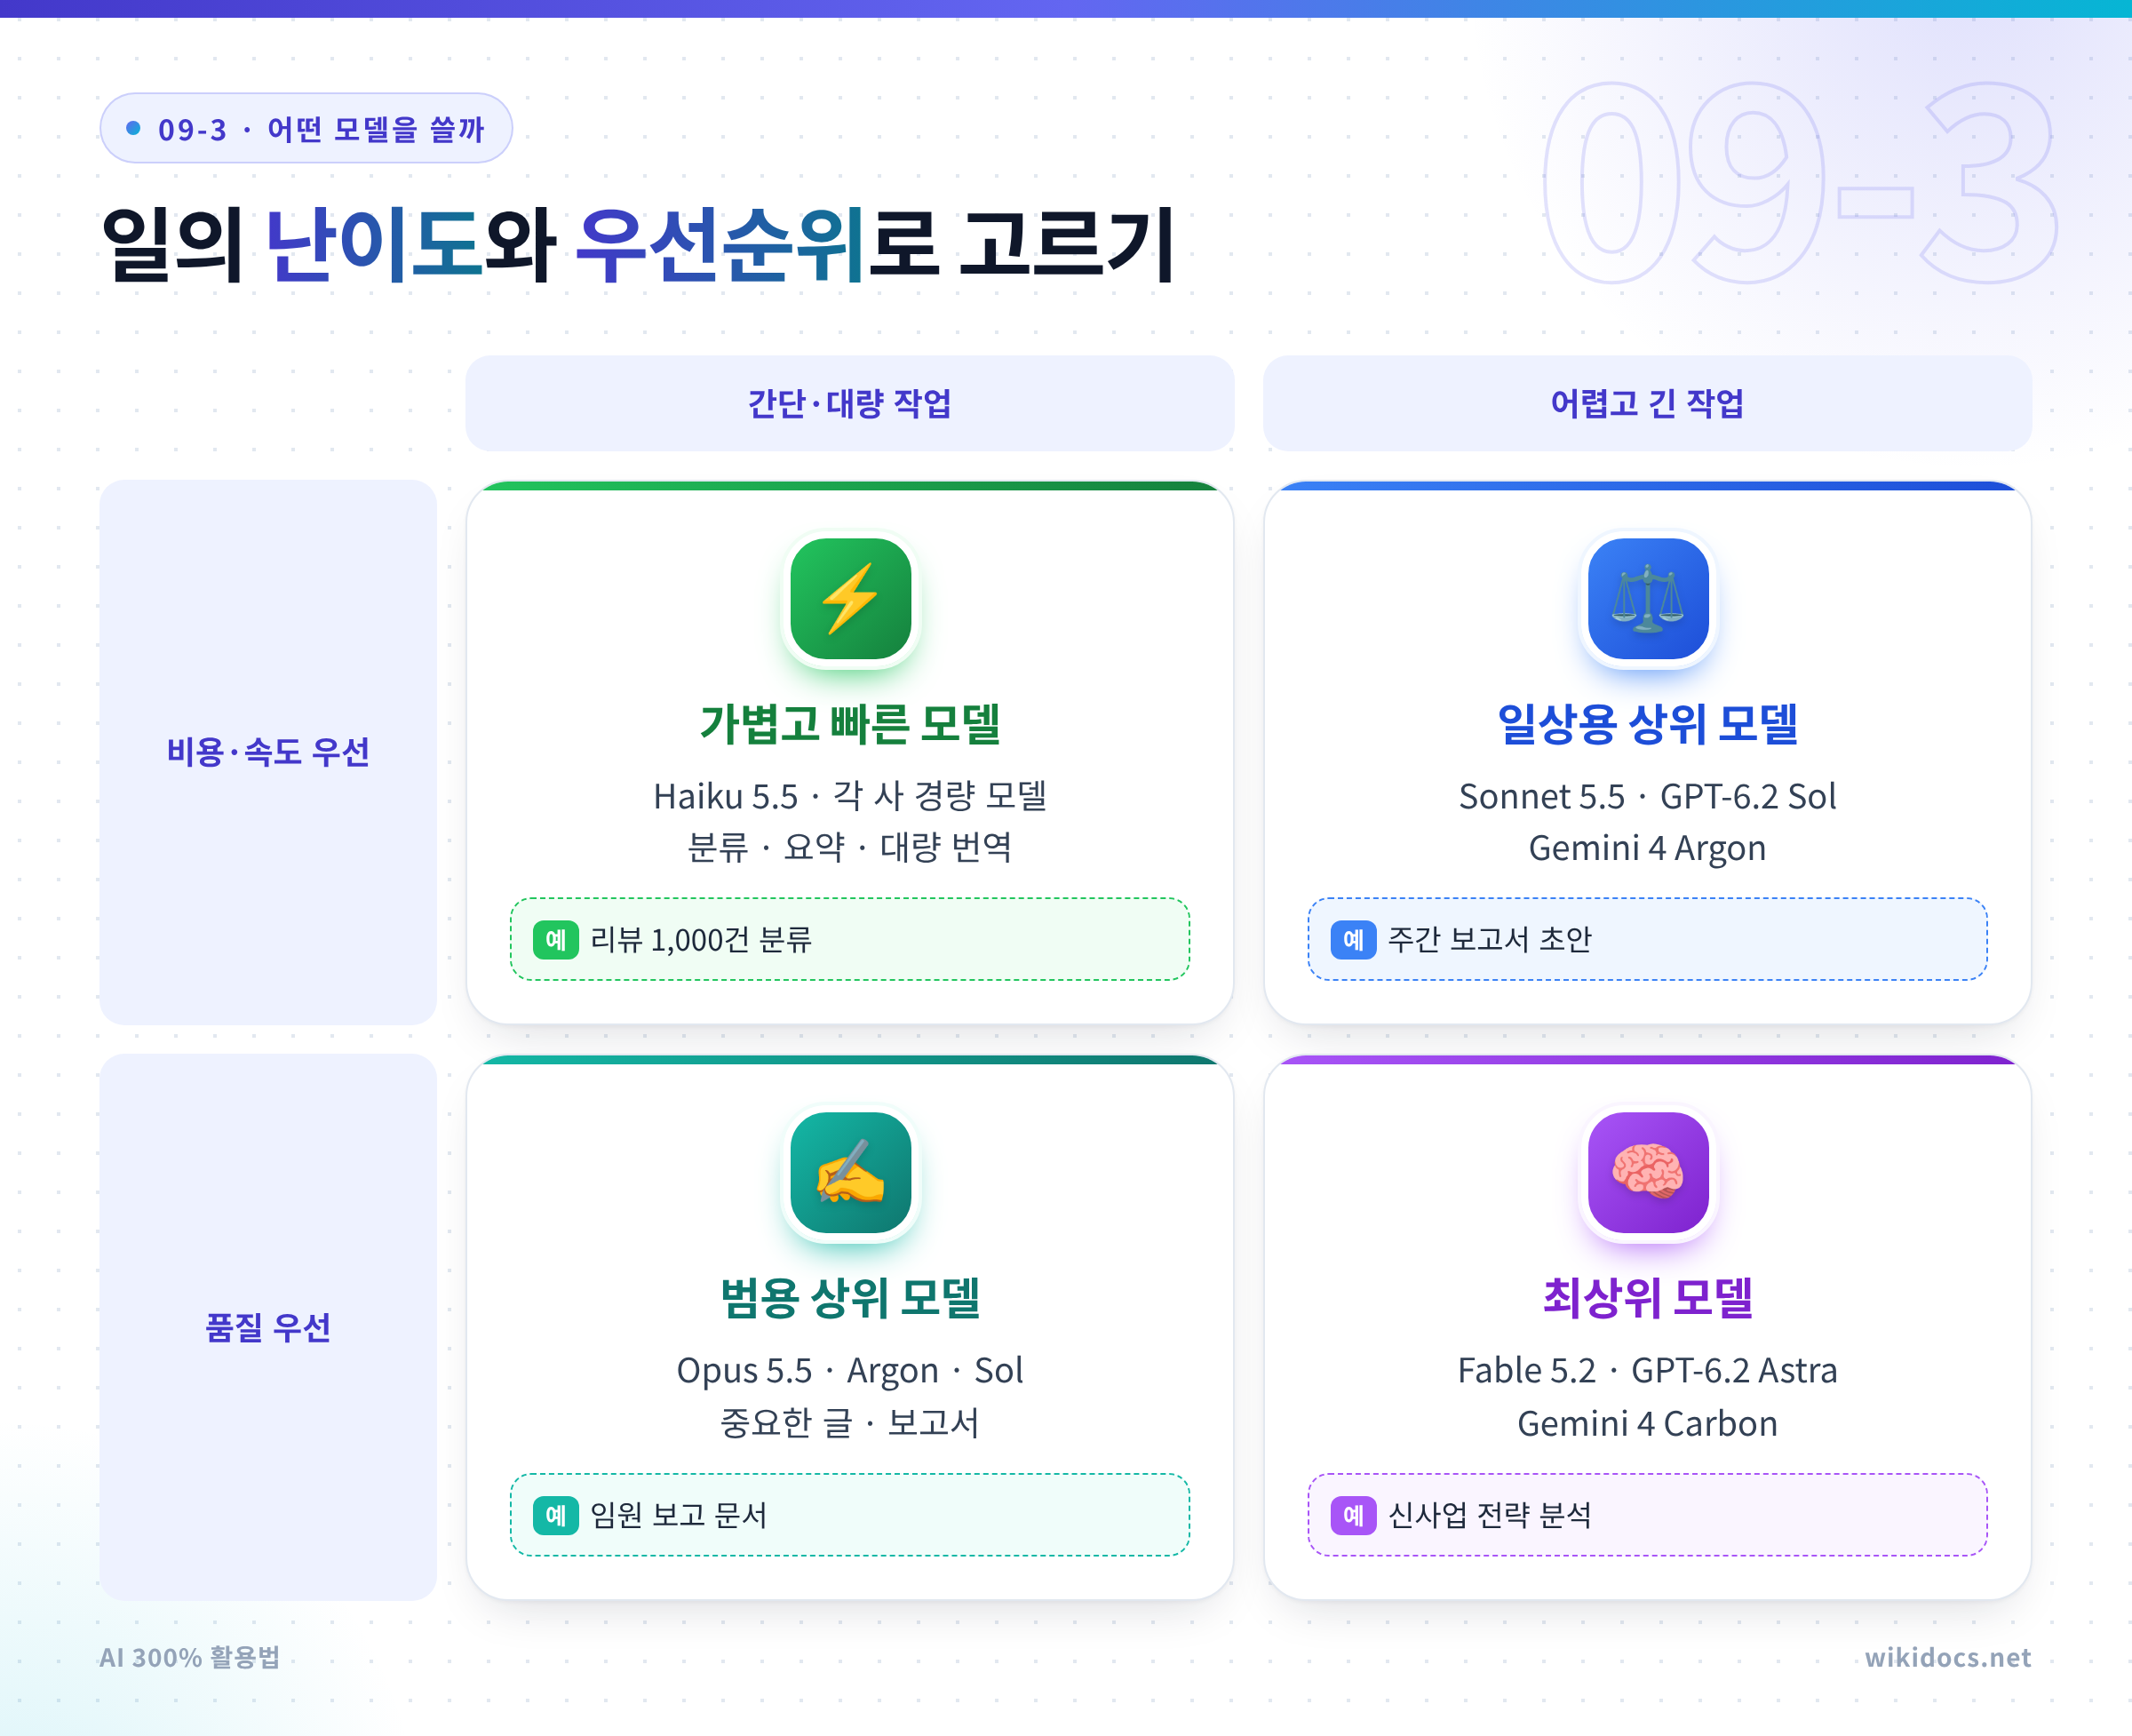 09-3 · 어떤 모델을 쓸까
09-3
일의 난이도와 우선순위로 고르기
간단·대량 작업
어렵고 긴 작업
비용·속도 우선
가볍고 빠른 모델
Haiku 5.5 · 각 사 경량 모델
분류 · 요약 · 대량 번역
예 리뷰 1,000건 분류
일상용 상위 모델
Sonnet 5.5 · GPT-6.2 Sol
Gemini 4 Argon
예 주간 보고서 초안
품질 우선
범용 상위 모델
Opus 5.5 · Argon · Sol
중요한 글 · 보고서
예 임원 보고 문서
최상위 모델
Fable 5.2 · GPT-6.2 Astra
Gemini 4 Carbon
예 신사업 전략 분석
AI 300% 활용법
wikidocs.net